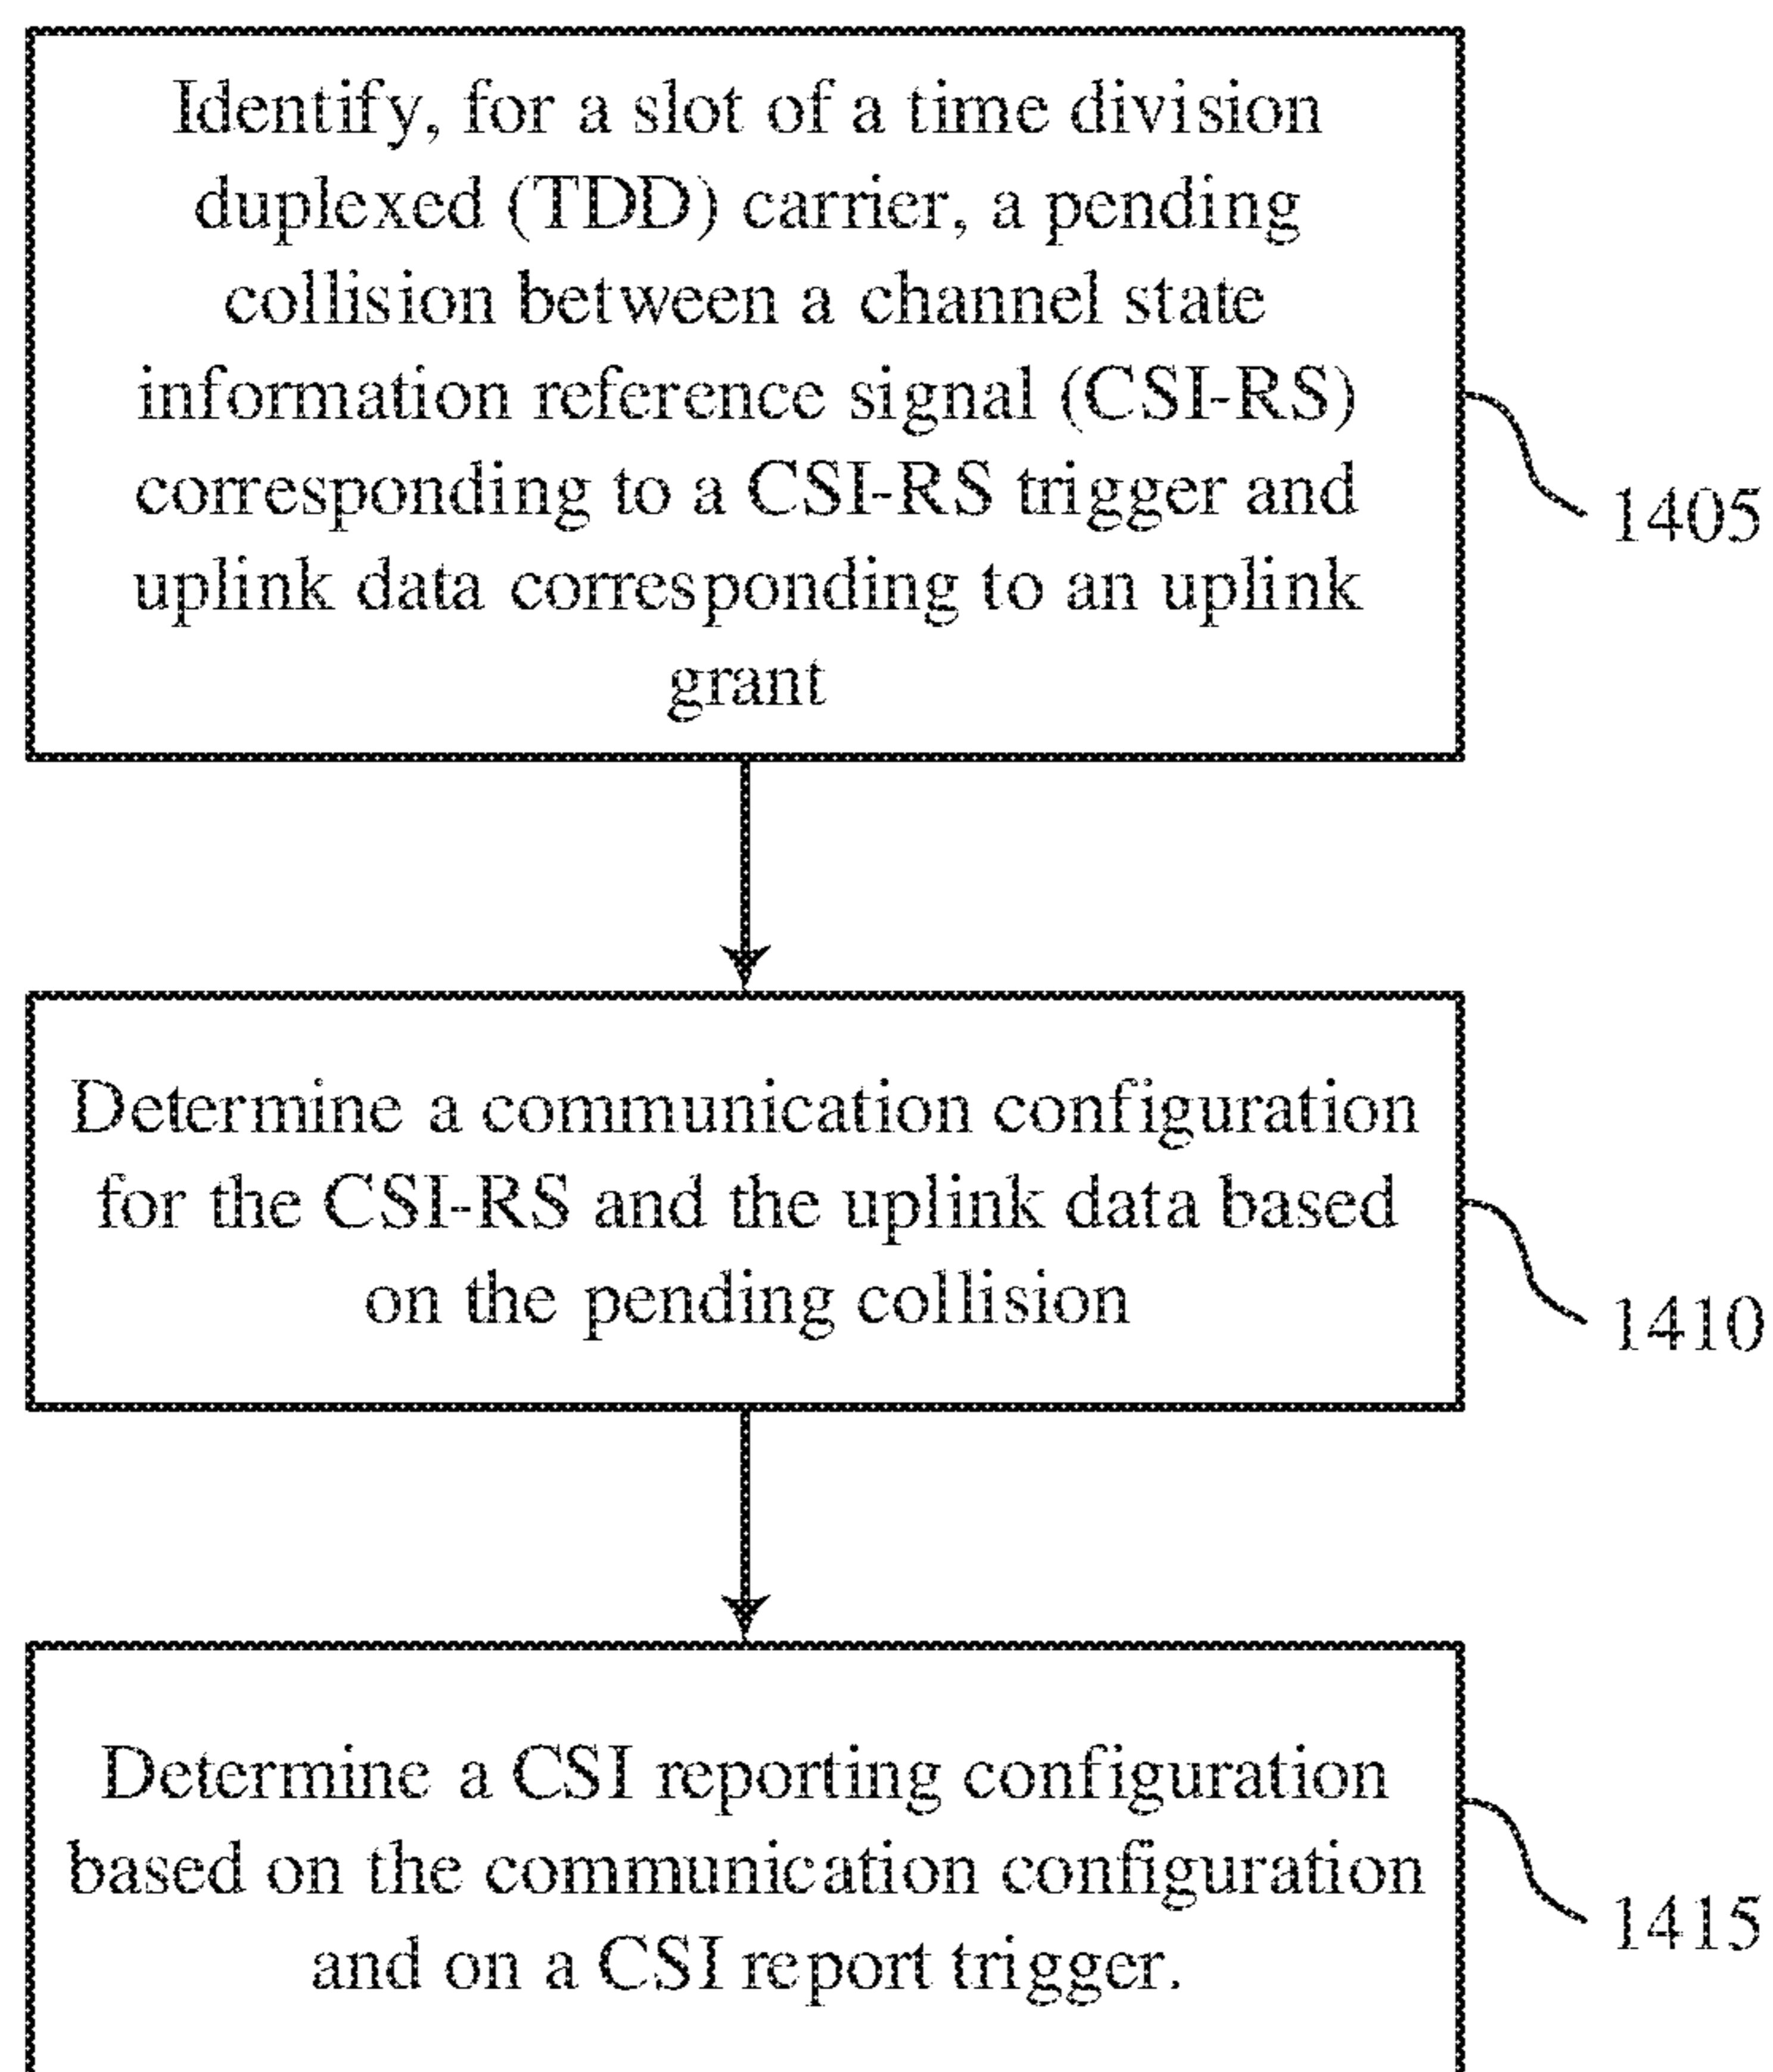 Identify, for a slot of a time division
duplexed (TDD) carrier, a pending
collision between a channel state
information reference signal (CSI-RS)
corresponding to a CSI-RS trigger and
uplink data corresponding to an uplink
grant
1405
Determine a communication configuration
for the CSI-RS and the uplink data based
on the pending collision
1410
Determine a CSI reporting configuration
based on the communication configuration
and on a CSI report trigger.
1415